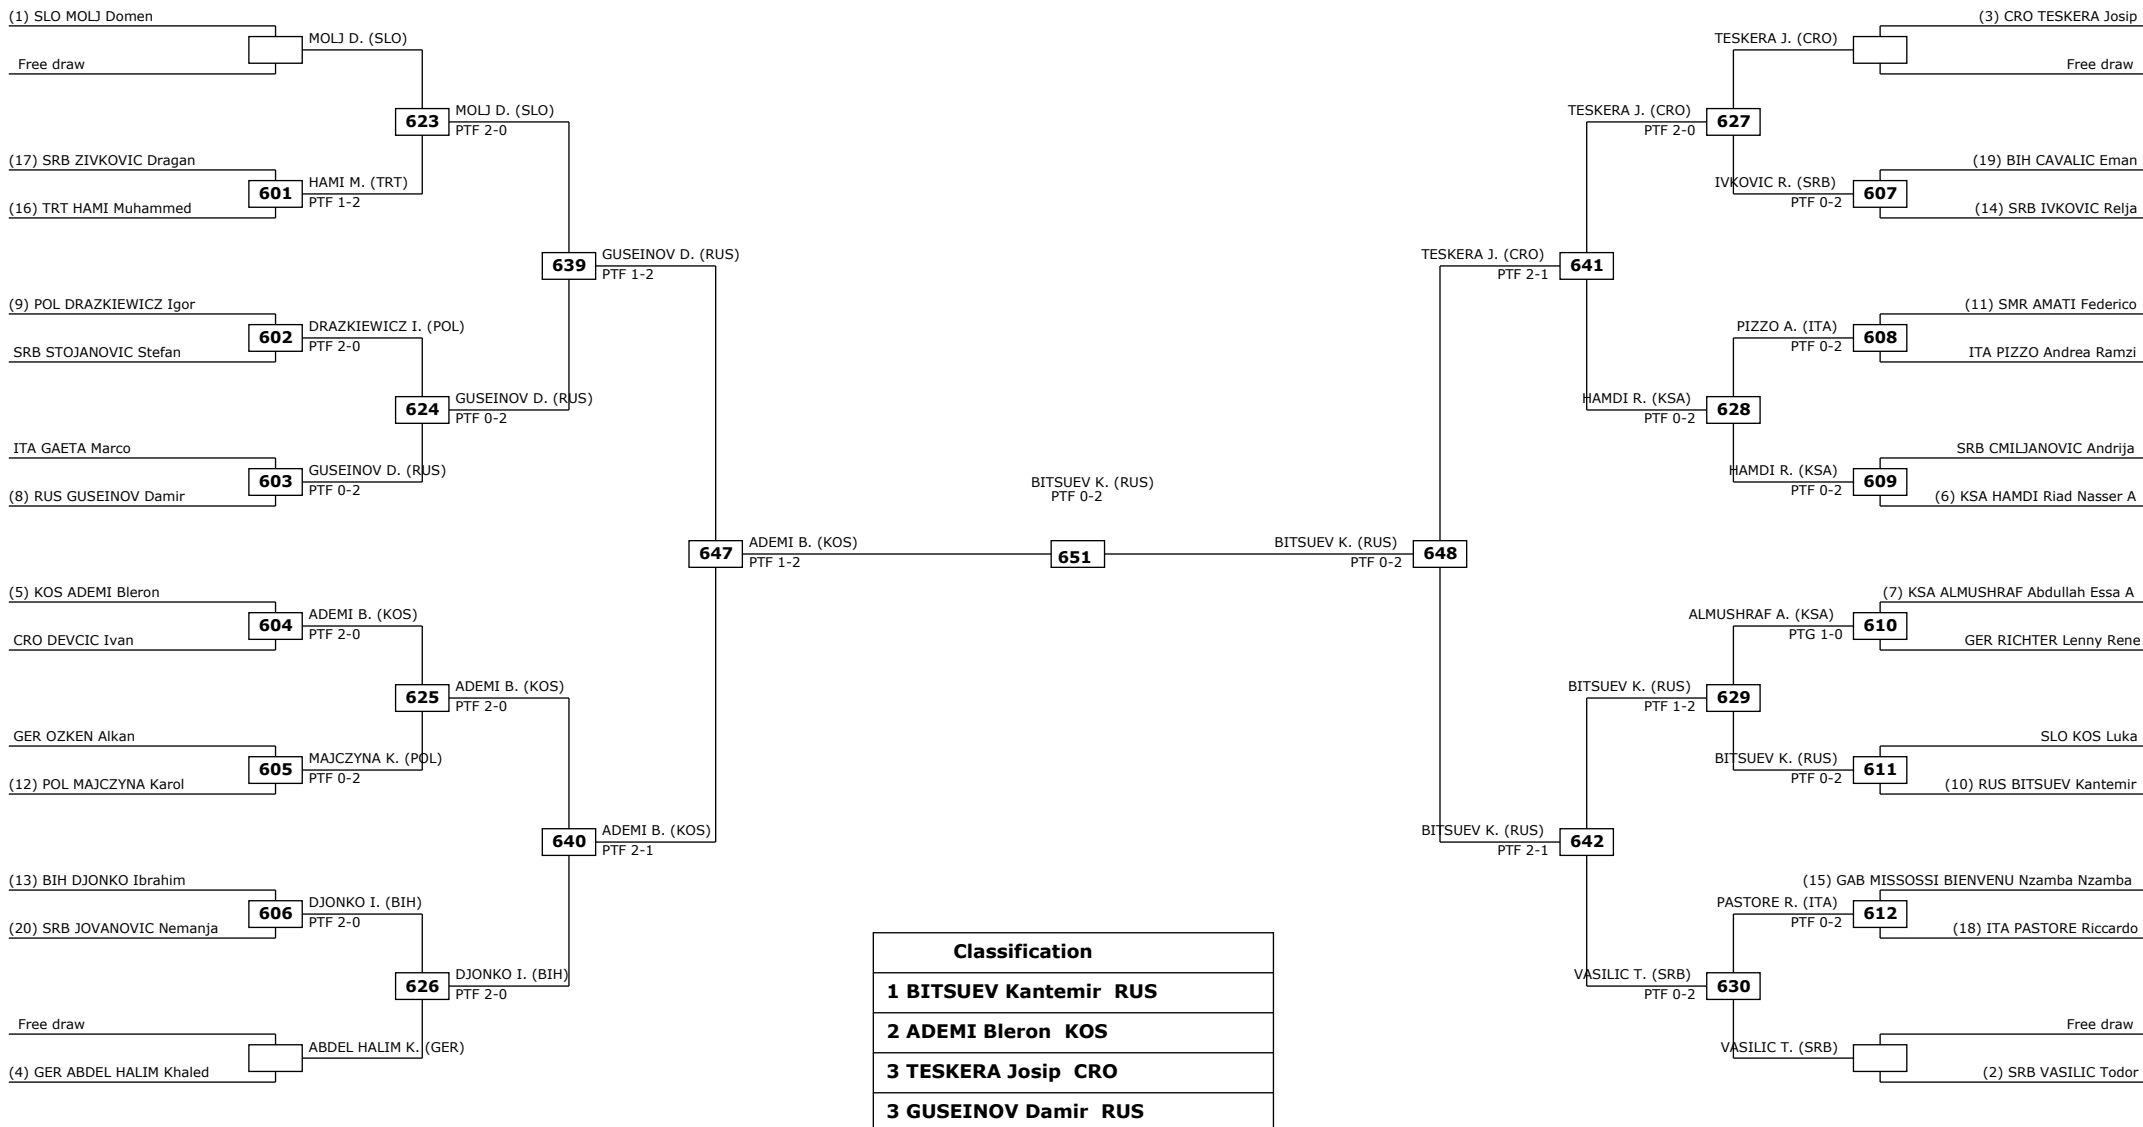 (1) SLO MOLJ Domen
MOLJ D. (SLO)
Free draw
623
MOLJ D. (SLO)
PTF 2-0
(17) SRB ZIVKOVIC Dragan
601
HAMI M. (TRT)
PTF 1-2
(16) TRT HAMI Muhammed
639
GUSEINOV D. (RUS)
PTF 1-2
(9) POL DRAZKIEWICZ Igor
602
DRAZKIEWICZ I. (POL)
PTF 2-0
SRB STOJANOVIC Stefan
624
GUSEINOV D. (RUS)
PTF 0-2
ITA GAETA Marco
603
GUSEINOV D. (RUS)
PTF 0-2
(8) RUS GUSEINOV Damir
647
ADEMI B. (KOS)
PTF 1-2
(5) KOS ADEMI Bleron
604
ADEMI B. (KOS)
PTF 2-0
CRO DEVCIC Ivan
625
ADEMI B. (KOS)
PTF 2-0
GER OZKEN Alkan
605
MAJCZYNA K. (POL)
PTF 0-2
(12) POL MAJCZYNA Karol
640
ADEMI B. (KOS)
PTF 2-1
(13) BIH DJONKO Ibrahim
606
DJONKO I. (BIH)
PTF 2-0
(20) SRB JOVANOVIC Nemanja
626
DJONKO I. (BIH)
PTF 2-0
Free draw
ABDEL HALIM K. (GER)
(4) GER ABDEL HALIM Khaled
BITSUEV K. (RUS)
PTF 0-2
651
(3) CRO TESKERA Josip
TESKERA J. (CRO)
Free draw
TESKERA J. (CRO)
PTF 2-0
627
(19) BIH CAVALIC Eman
IVKOVIC R. (SRB)
PTF 0-2
607
(14) SRB IVKOVIC Relja
TESKERA J. (CRO)
PTF 2-1
641
(11) SMR AMATI Federico
PIZZO A. (ITA)
PTF 0-2
608
ITA PIZZO Andrea Ramzi
HAMDI R. (KSA)
PTF 0-2
628
SRB CMILJANOVIC Andrija
HAMDI R. (KSA)
PTF 0-2
609
(6) KSA HAMDI Riad Nasser A
BITSUEV K. (RUS)
PTF 0-2
648
(7) KSA ALMUSHRAF Abdullah Essa A
ALMUSHRAF A. (KSA)
PTG 1-0
610
GER RICHTER Lenny Rene
BITSUEV K. (RUS)
PTF 1-2
629
SLO KOS Luka
BITSUEV K. (RUS)
PTF 0-2
611
(10) RUS BITSUEV Kantemir
BITSUEV K. (RUS)
PTF 2-1
642
(15) GAB MISSOSSI BIENVENU Nzamba Nzamba
PASTORE R. (ITA)
PTF 0-2
612
(18) ITA PASTORE Riccardo
VASILIC T. (SRB)
PTF 0-2
630
Free draw
VASILIC T. (SRB)
(2) SRB VASILIC Todor
Classification
1 BITSUEV Kantemir RUS
2 ADEMI Bleron KOS
3 TESKERA Josip CRO
3 GUSEINOV Damir RUS